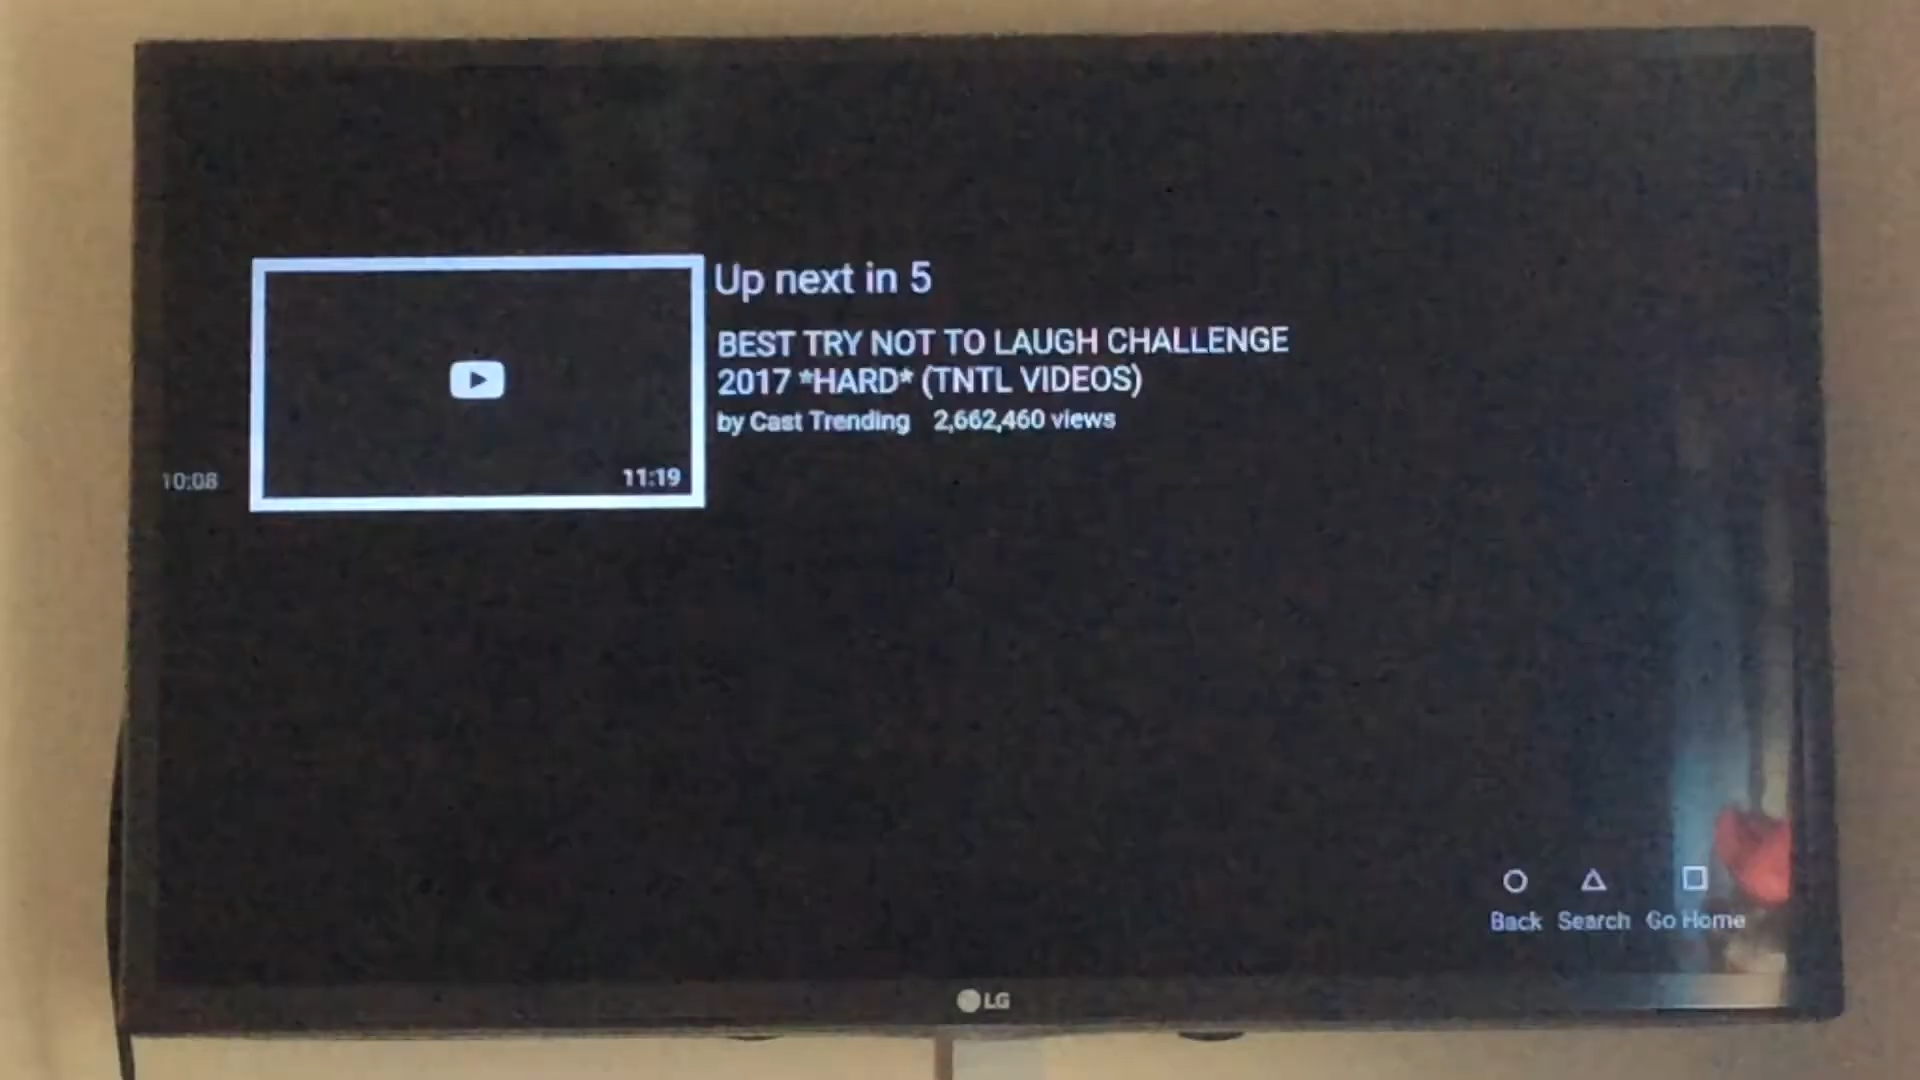 Up next in 5
BEST TRY NOT TO LAUGH CHALLENGE
2017 *HARD* (TNTL VIDEOS)
by Cast Trending 2,662,460 views
11:19
10:08
Back Search Go Home
LG